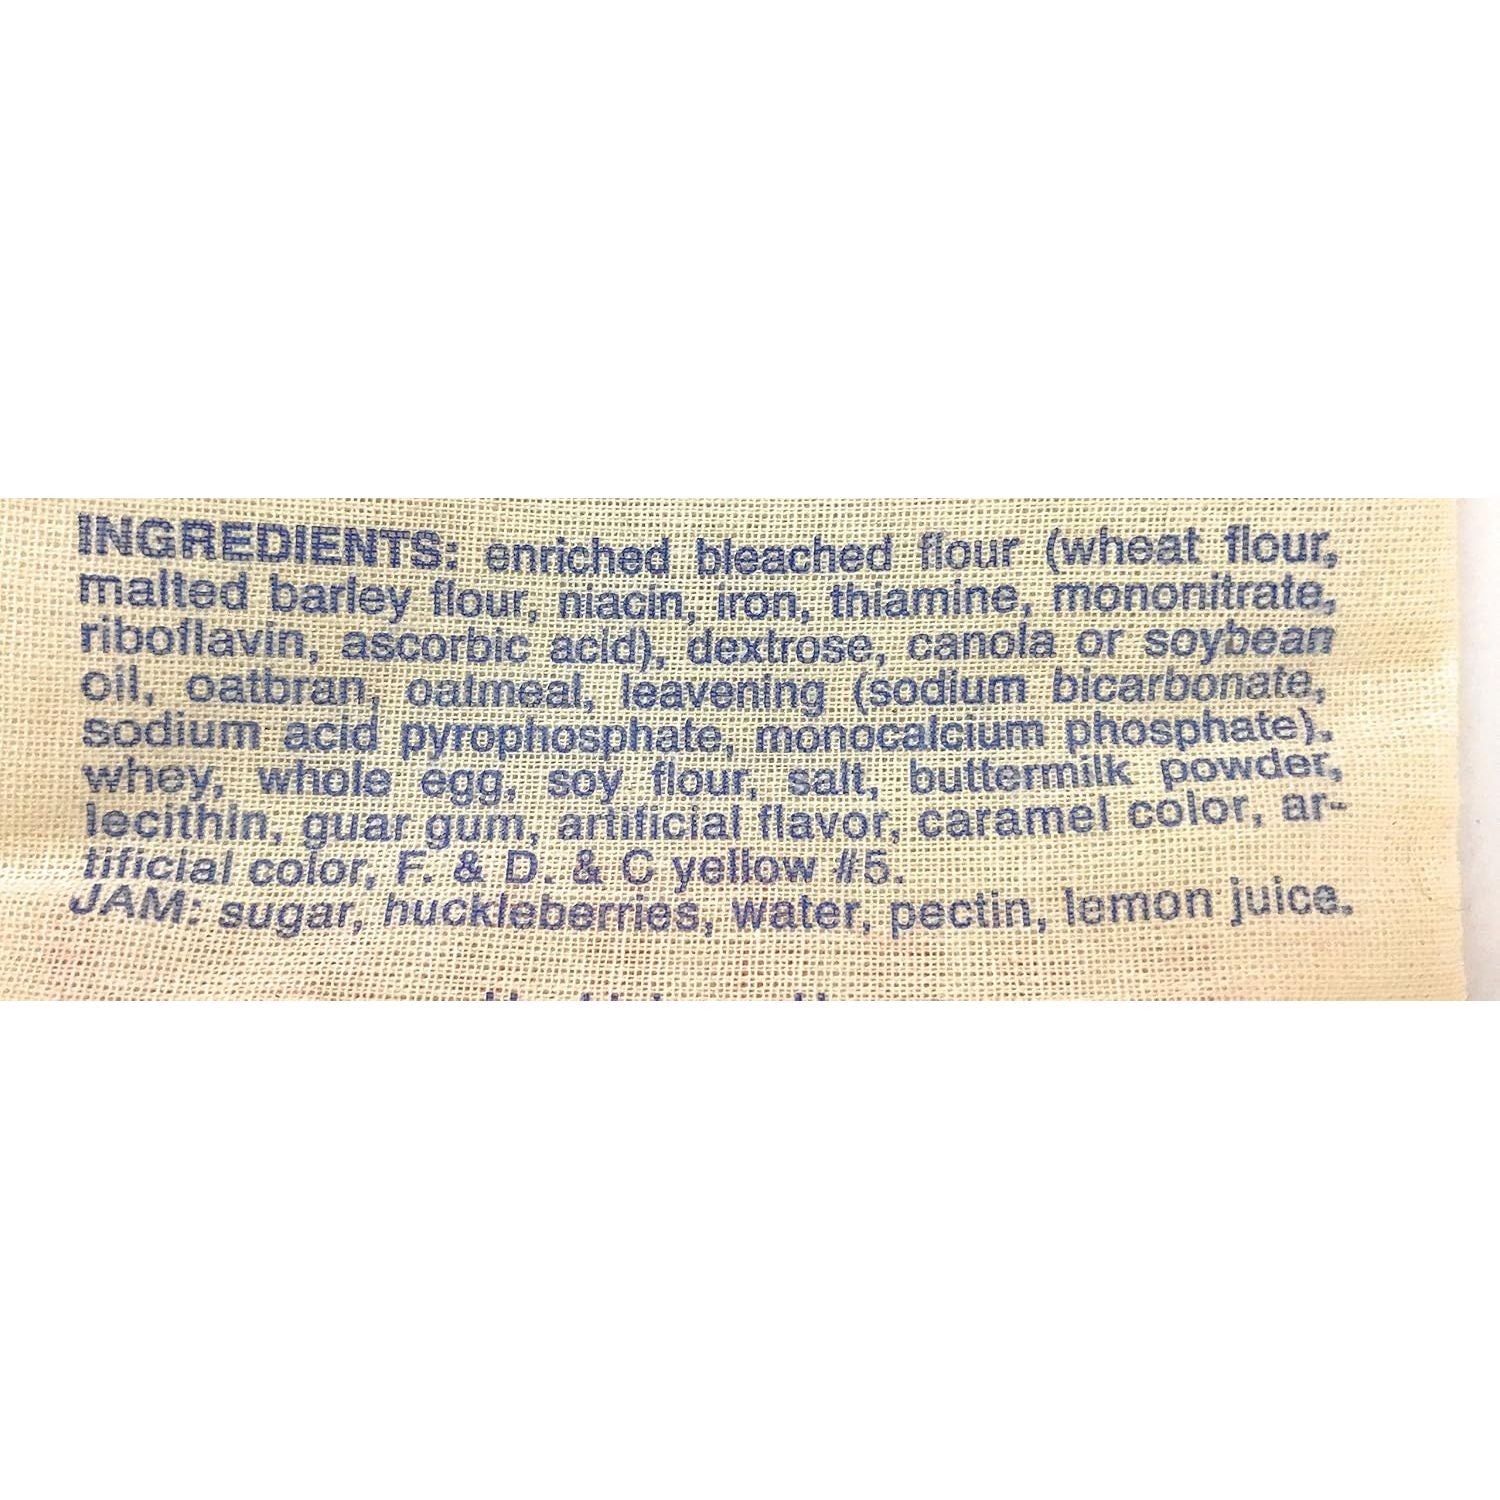 INGREDIENTS: enriched bleached flour (wheat flour,
malted barley flour, niacin, iron, thiamine, mononitrate,
riboflavin, ascorbic acid), dextrose, canola or soybean
oil, oatbran, oatmeal, leavening (sodium bicarbonate,
sodium acid pyrophosphate, monocalcium phosphate),
whey, whole egg, soy flour, salt, buttermilk powder,
lecithin, guar gum, artificial flavor, caramel color, ar-
tificial color, F. & D. & C yellow #5.
JAM: sugar, huckleberries, water, pectin, lemon juice.